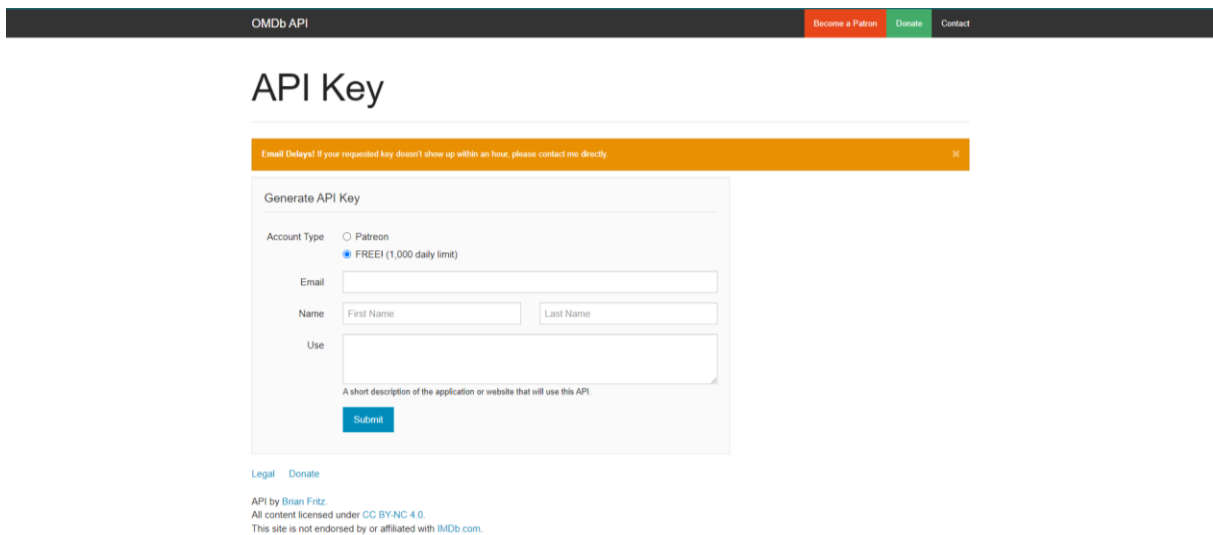 OMDb API Become a Patron Donate Contact
API Key
Email Delays! If your requested key doesn't show up within an hour, please contact me directly. ×
Generate API Key
Account Type Patreon
FREE! (1,000 daily limit)
Email
Name First Name Last Name
Use
A short description of the application or website that will use this API.
Submit
Legal Donate
API by Brian Fritz.
All content licensed under CC BY-NC 4.0.
This site is not endorsed by or affiliated with IMDb.com.